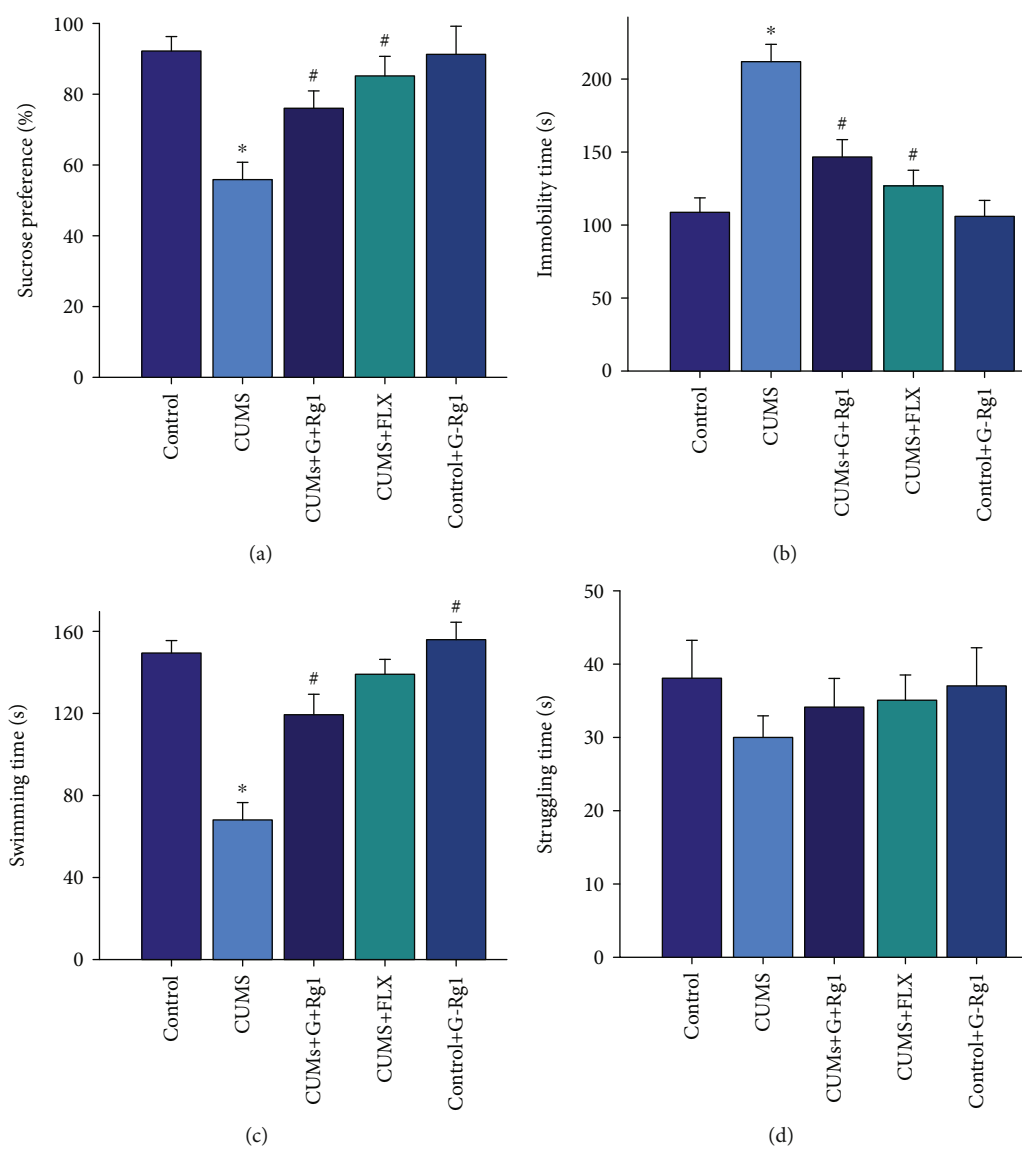 Sucrose preference (%)
100
80
60
40
20
0
*
#
#
Control
CUMS
CUMs+G+Rg1
CUMS+FLX
Control+G-Rg1
(a)
Immobility time (s)
200
150
100
50
0
*
#
#
Control
CUMS
CUMs+G+Rg1
CUMS+FLX
Control+G-Rg1
(b)
Swimming time (s)
160
120
80
40
0
*
#
#
Control
CUMS
CUMs+G+Rg1
CUMS+FLX
Control+G-Rg1
(c)
Struggling time (s)
50
40
30
20
10
0
Control
CUMS
CUMs+G+Rg1
CUMS+FLX
Control+G-Rg1
(d)